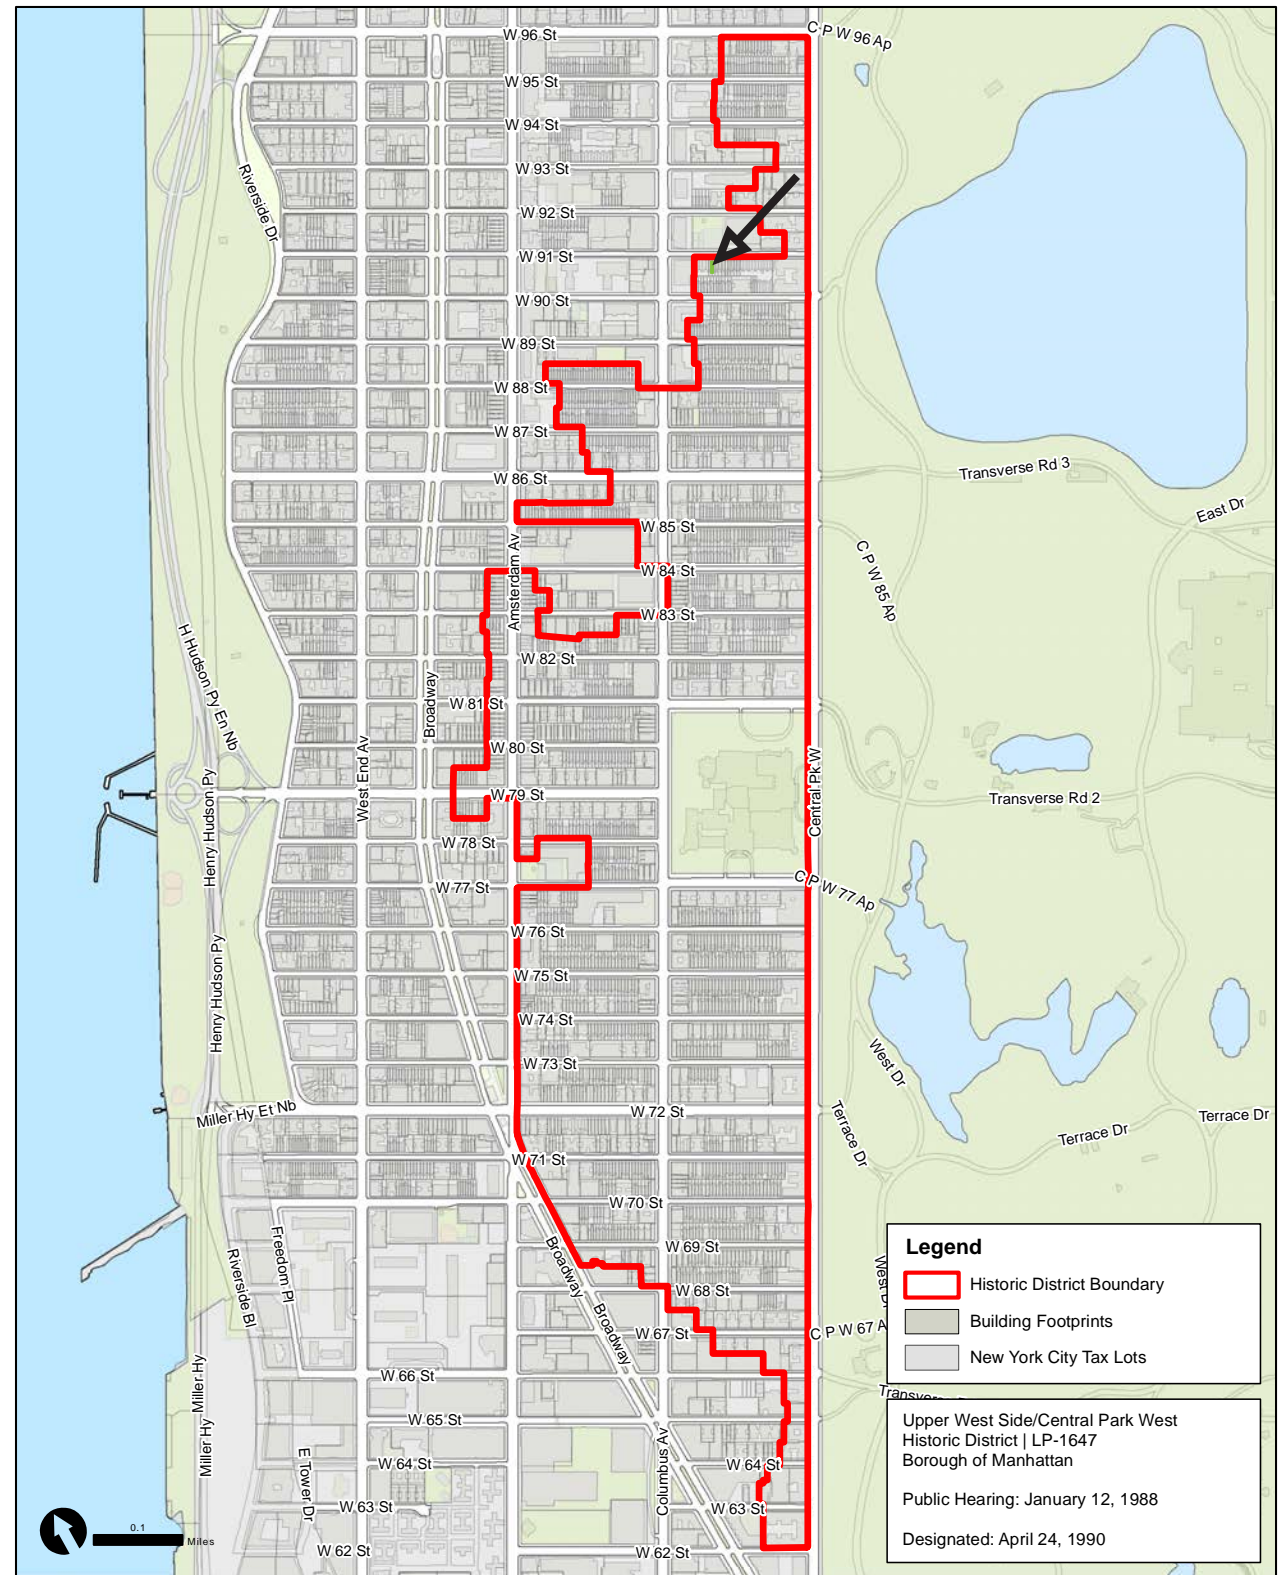 W 96 St
C P W 96 Ap
W 95 St
W 94 St
W 93 St
Riverside Dr
W 92 St
W 91 St
W 90 St
W 89 St
W 88 St
W 87 St
W 86 St
Transverse Rd 3
East Dr
W 85 St
Amsterdam Av
C P W 85 Ap
W 84 St
W 83 St
H Hudson Py En Nb
W 82 St
Broadway
W 81 St
W 80 St
West End Av
Henry Hudson Py
Central Pk W
W 79 St
Transverse Rd 2
W 78 St
W 77 St
C P W 77 Ap
W 76 St
Henry Hudson Py
W 75 St
W 74 St
W 73 St
West Dr
Miller Hy Et Nb
W 72 St
Terrace Dr
Terrace Dr
Terrace Dr
W 71 St
W 70 St
Freedom Pl
Riverside Bl
Broadway
W 69 St
West Dr
W 68 St
Broadway
W 67 St
C P W 67 A
Miller Hy
W 66 St
Transver
Miller Hy
W 65 St
Columbus Av
E Tower Dr
W 64 St
W 64 St
W 63 St
W 63 St
W 62 St
W 62 St
0.1
Miles
Legend
Historic District Boundary
Building Footprints
New York City Tax Lots
Upper West Side/Central Park West
Historic District | LP-1647
Borough of Manhattan
Public Hearing: January 12, 1988
Designated: April 24, 1990